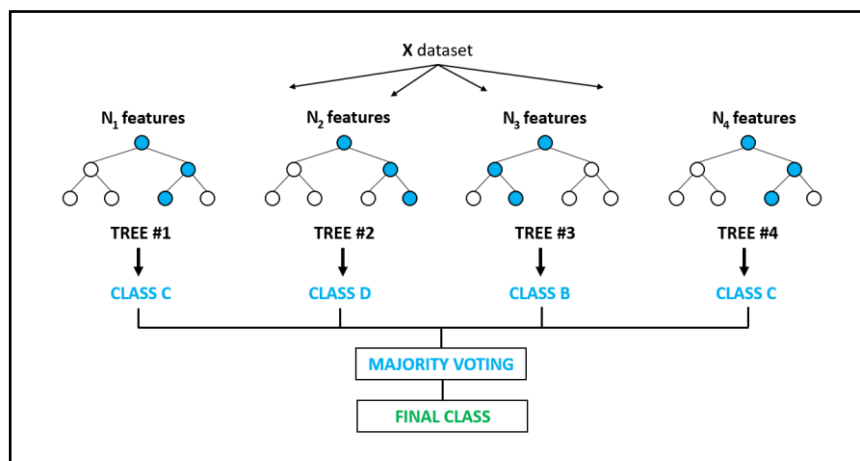 X dataset
N₁ features
N₂ features
N₃ features
N₄ features
TREE #1
TREE #2
TREE #3
TREE #4
CLASS C
CLASS D
CLASS B
CLASS C
MAJORITY VOTING
FINAL CLASS